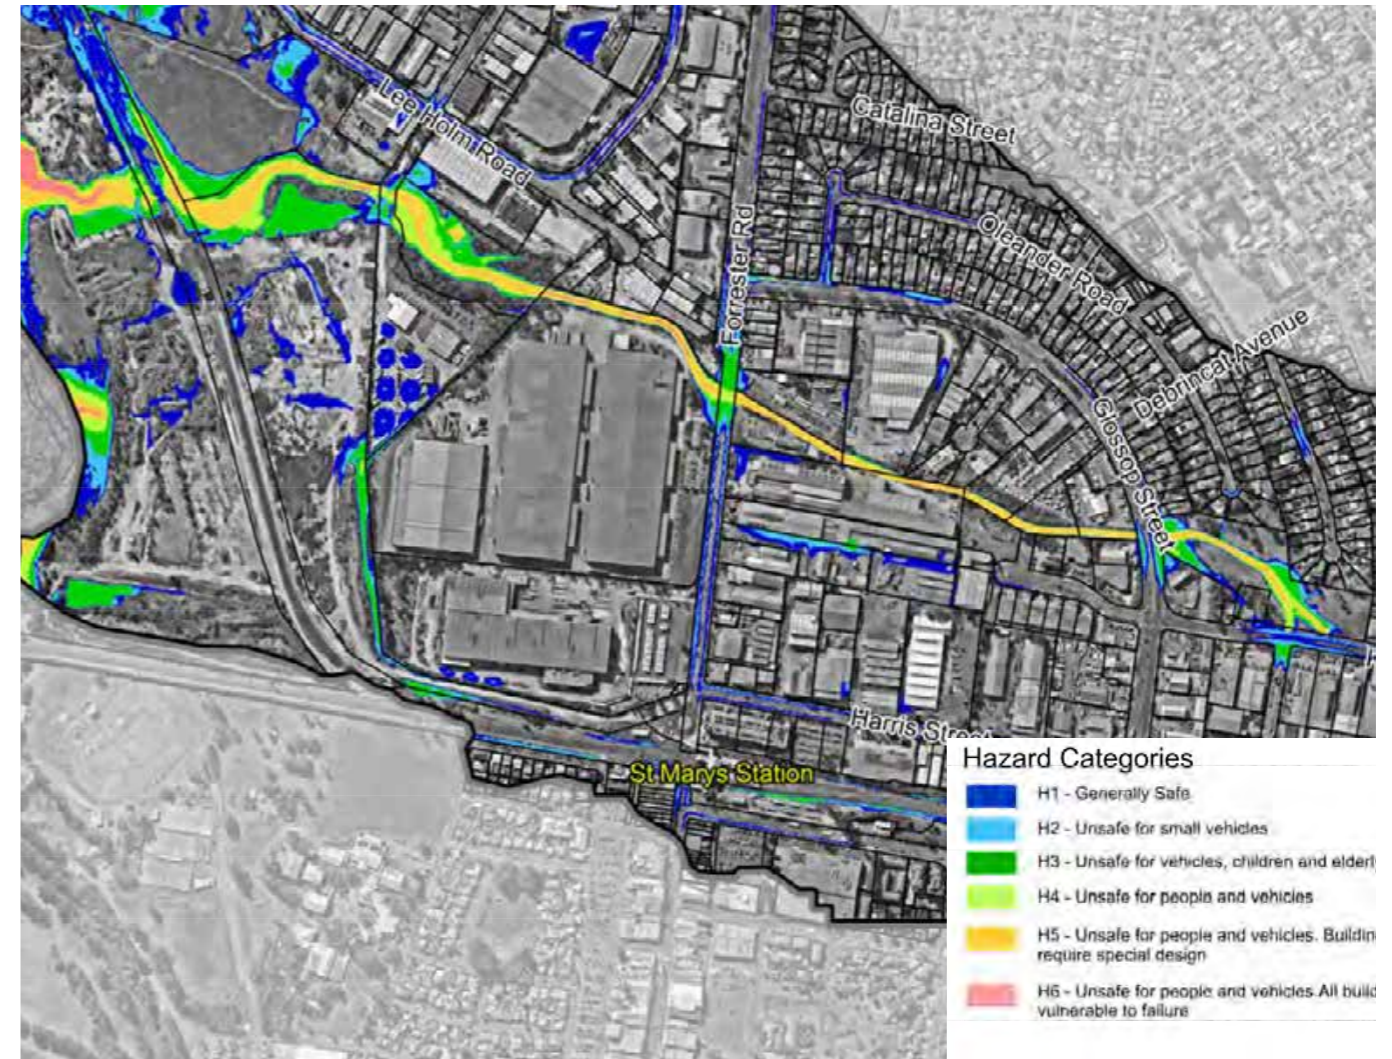 Lee Holm Road
Catalina Street
Forrester Rd
Oleander Road
Debrincat Avenue
Glossop Street
Harris Street
St Marys Station
Hazard Categories
H1 - Generally Safe
H2 - Unsafe for small vehicles
H3 - Unsafe for vehicles, children and elderly
H4 - Unsafe for people and vehicles
H5 - Unsafe for people and vehicles. Buildin
require special design
H6 - Unsafe for people and vehicles.All build
vulnerable to failure